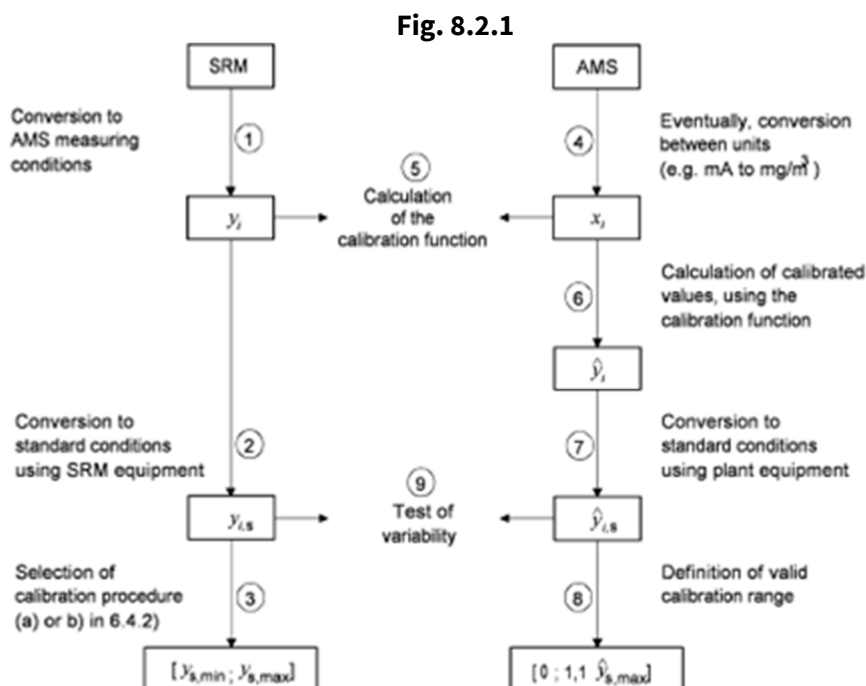 Fig. 8.2.1
SRM
AMS
Conversion to
AMS measuring
conditions
1
4
Eventually, conversion
between units
(e.g. mA to mg/m³ )
5
Calculation
of the
calibration function
yᵢ
xᵢ
6
Calculation of calibrated
values, using the
calibration function
ŷᵢ
Conversion to
standard conditions
using SRM equipment
2
7
Conversion to
standard conditions
using plant equipment
9
Test of
variability
yᵢ,ₛ
ŷᵢ,ₛ
Selection of
calibration procedure
(a) or b) in 6.4.2)
3
8
Definition of valid
calibration range
[ yₛ,min ; yₛ,max]
[ 0 ; 1,1 ŷₛ,max]